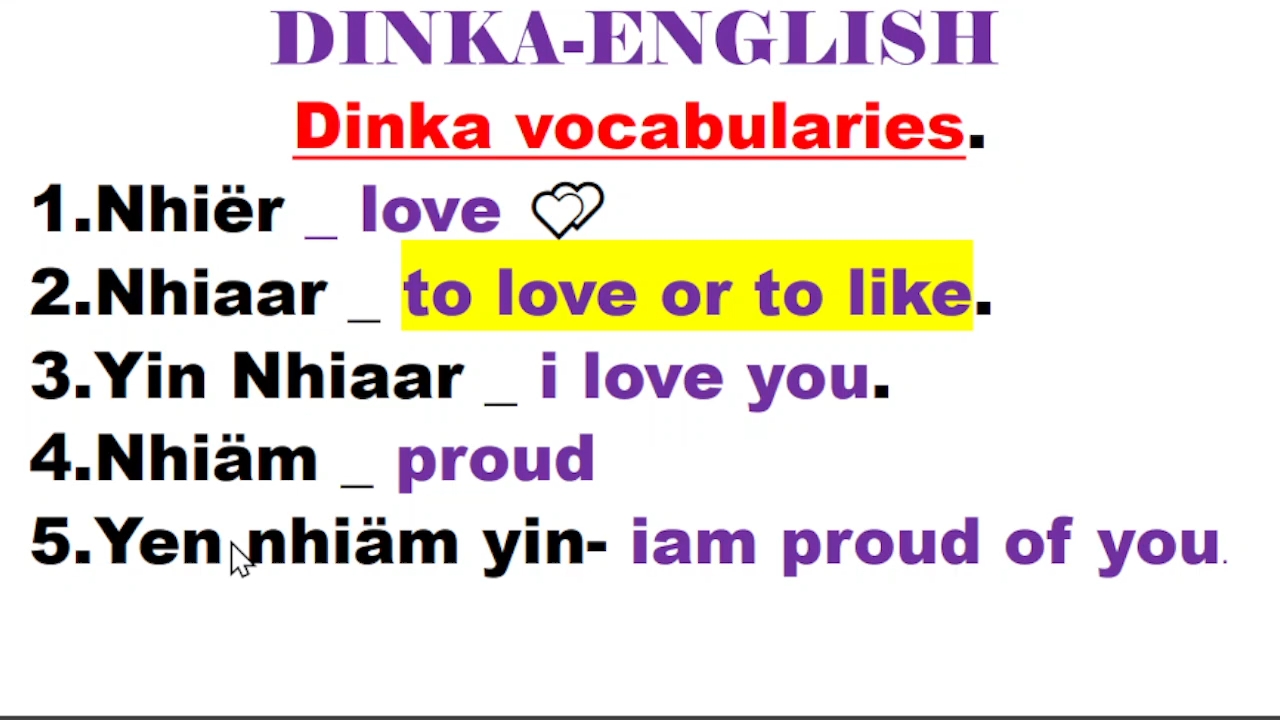 DINKA-ENGLISH
Dinka vocabularies.
1.Nhiër _ love
2.Nhiaar _ to love or to like.
3.Yin Nhiaar _ i love you.
4.Nhiäm _ proud
5.Yen nhiäm yin- iam proud of you.